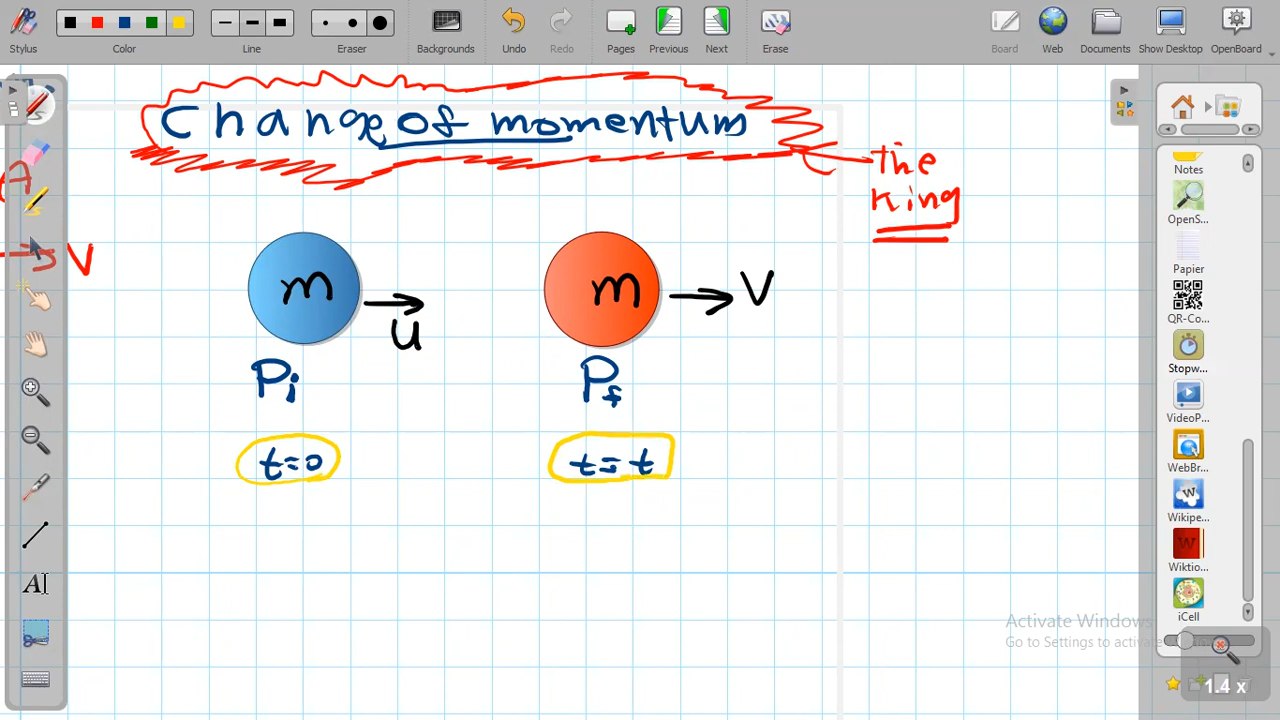 Stylus
Color
Line
Eraser
Backgrounds
Undo
Redo
Pages
Previous
Next
Erase
Board
Web
Documents
Show Desktop
OpenBoard
Change of momentum
the
King
A
V
m
u
m
V
Pi
Pf
t=0
t=t
Notes
OpenS...
Papier
QR-Co...
Stopw...
VideoP...
WebBr...
Wikipe...
Wiktio...
iCell
Activate Windows
Go to Settings to activate
1.4 x